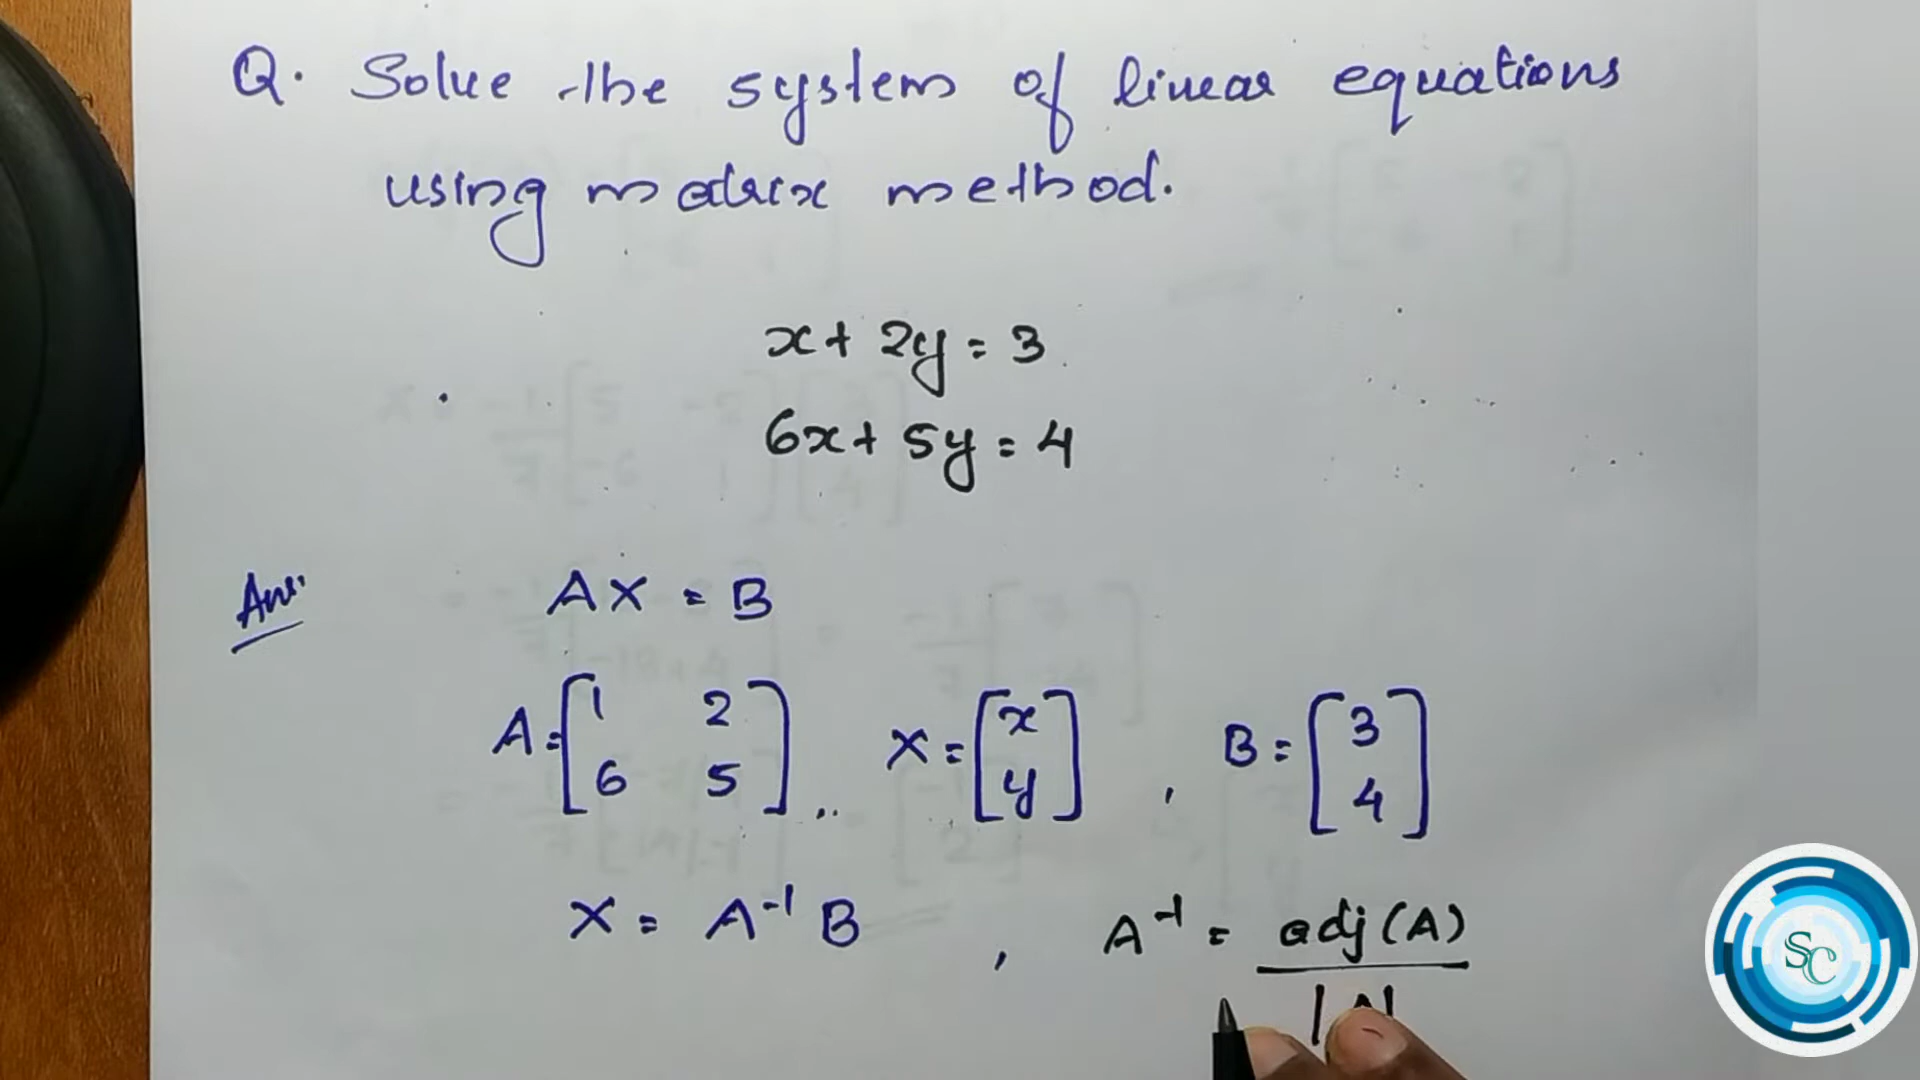 Q. Solve the system of linear equations
using matrix method.
x + 2y = 3
6x + 5y = 4
Ans:
AX = B
A = [1 2
6 5], X = [x
y], B = [3
4]
X = A⁻¹ B, A⁻¹ = adj(A)
|A|
SC